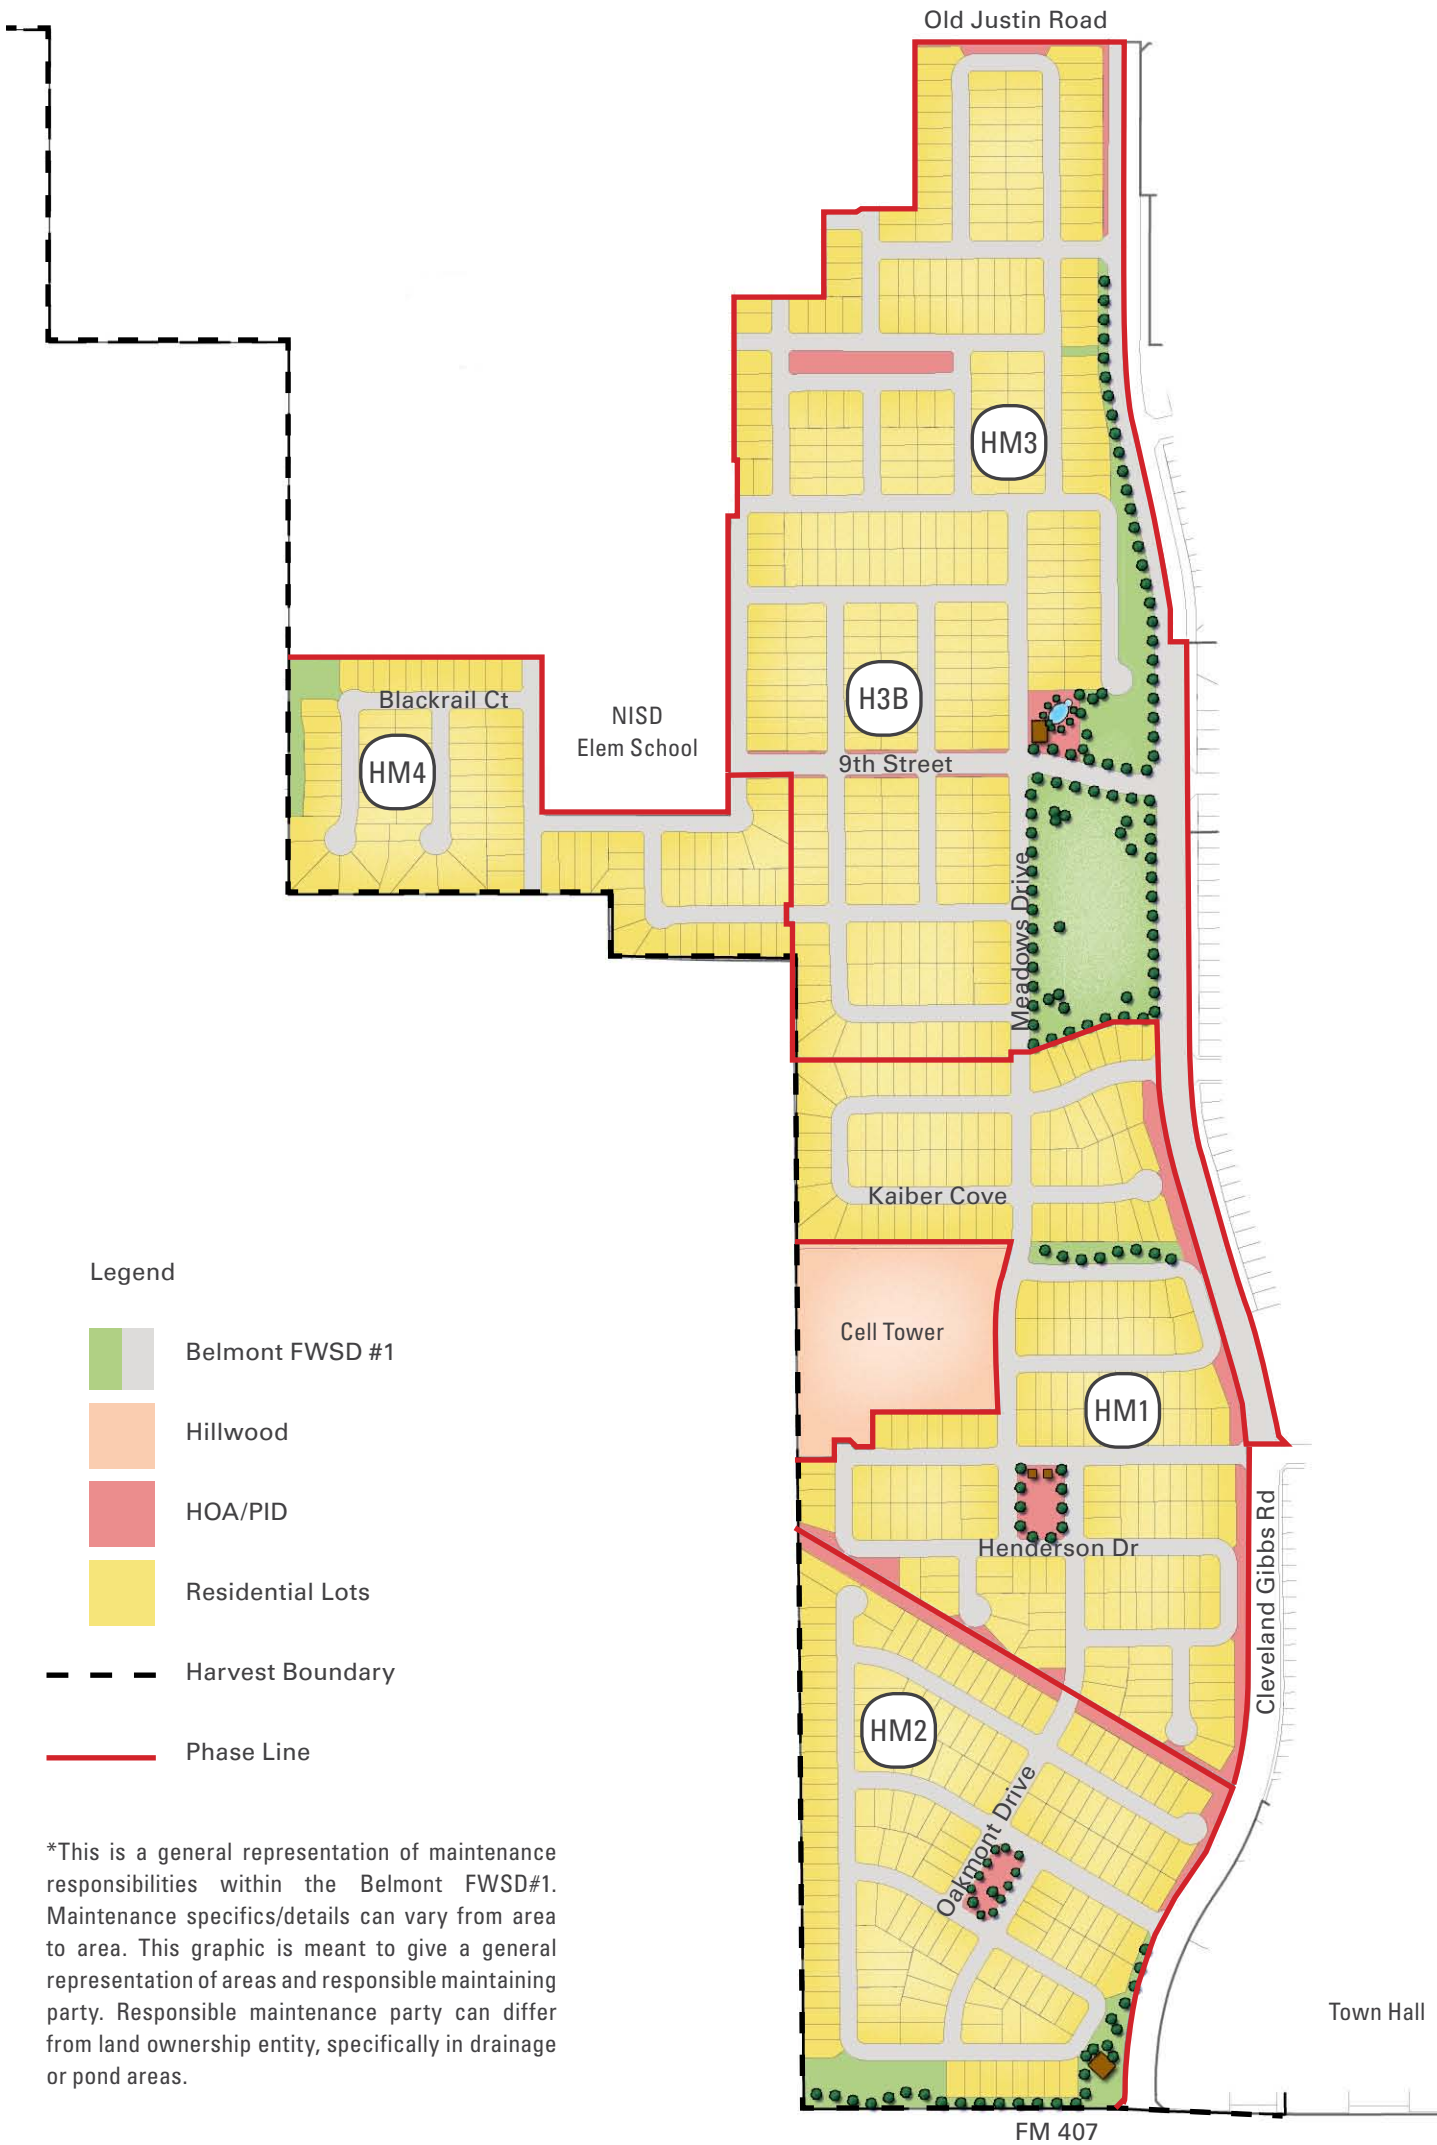 Old Justin Road
HM3
Blackrail Ct
NISD
Elem School
H3B
HM4
9th Street
Meadows Drive
Kaiber Cove
Cell Tower
HM1
Henderson Dr
Cleveland Gibbs Rd
HM2
Oakmont Drive
Town Hall
FM 407
Legend
Belmont FWSD #1
Hillwood
HOA/PID
Residential Lots
Harvest Boundary
Phase Line
*This is a general representation of maintenance
responsibilities within the Belmont FWSD#1.
Maintenance specifics/details can vary from area
to area. This graphic is meant to give a general
representation of areas and responsible maintaining
party. Responsible maintenance party can differ
from land ownership entity, specifically in drainage
or pond areas.